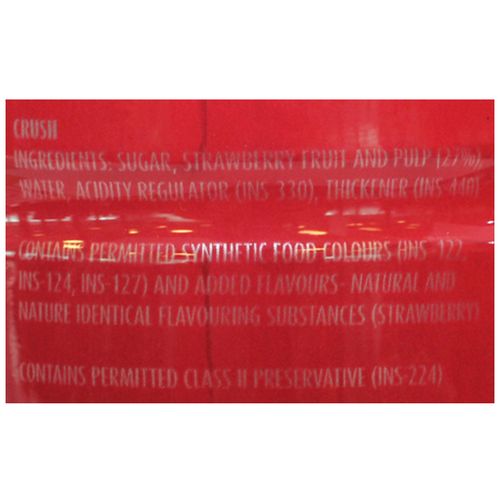 CRUSH
INGREDIENTS: SUGAR, STRAWBERRY FRUIT AND PULP (27%),
WATER, ACIDITY REGULATOR (INS-330), THICKENER (INS-440)
CONTAINS PERMITTED SYNTHETIC FOOD COLOURS (INS-122,
INS-124, INS-127) AND ADDED FLAVOURS- NATURAL AND
NATURE IDENTICAL FLAVOURING SUBSTANCES (STRAWBERRY)
CONTAINS PERMITTED CLASS II PRESERVATIVE (INS-224)